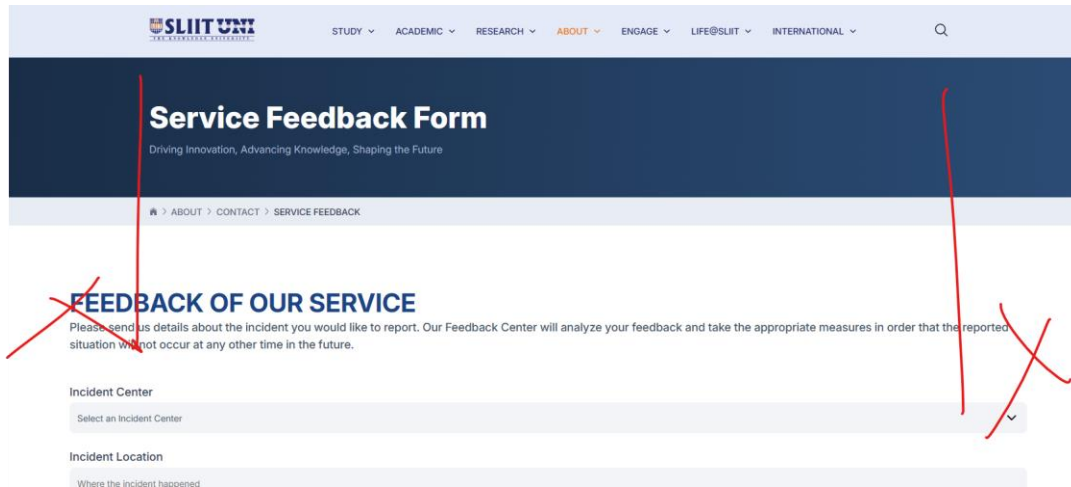 SLIIT UNI
THE KNOWLEDGE UNIVERSITY
STUDY ACADEMIC RESEARCH ABOUT ENGAGE LIFE@SLIIT INTERNATIONAL
Service Feedback Form
Driving Innovation, Advancing Knowledge, Shaping the Future
> ABOUT > CONTACT > SERVICE FEEDBACK
FEEDBACK OF OUR SERVICE
Please send us details about the incident you would like to report. Our Feedback Center will analyze your feedback and take the appropriate measures in order that the reported
situation will not occur at any other time in the future.
Incident Center
Select an Incident Center
Incident Location
Where the incident happened